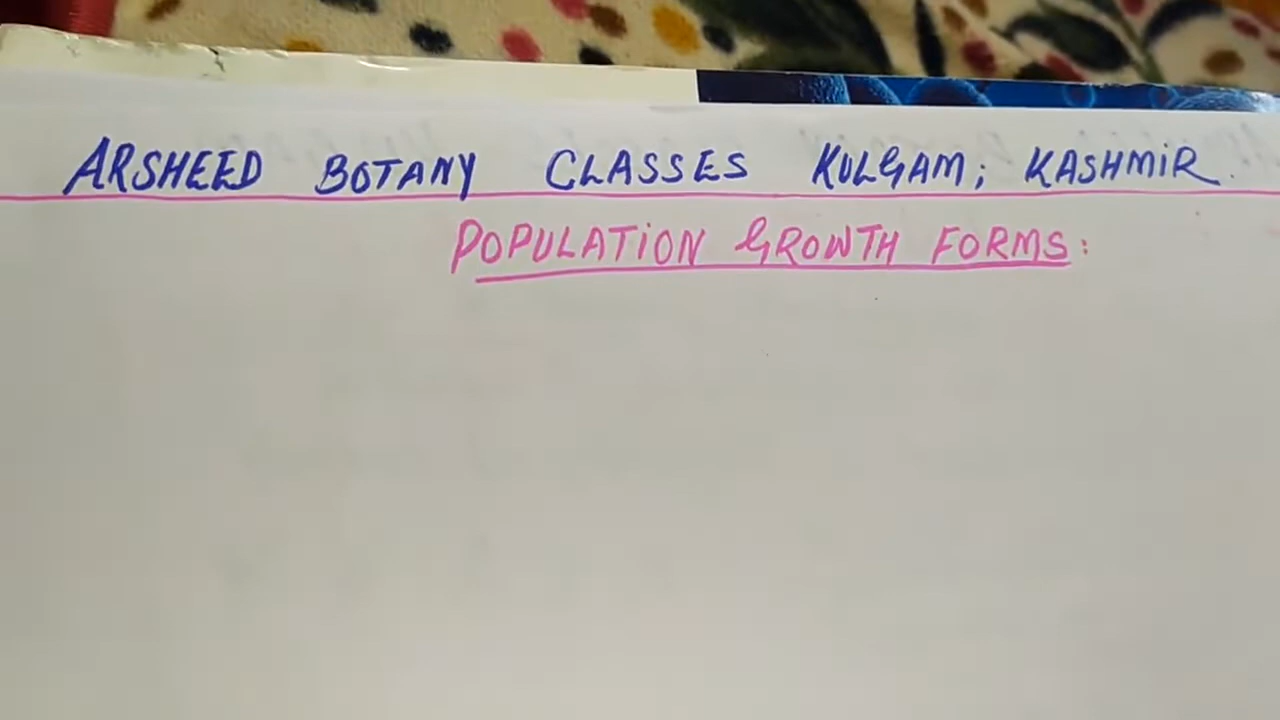 ARSHEED BOTANY CLASSES KULGAM; KASHMIR.
POPULATION GROWTH FORMS: